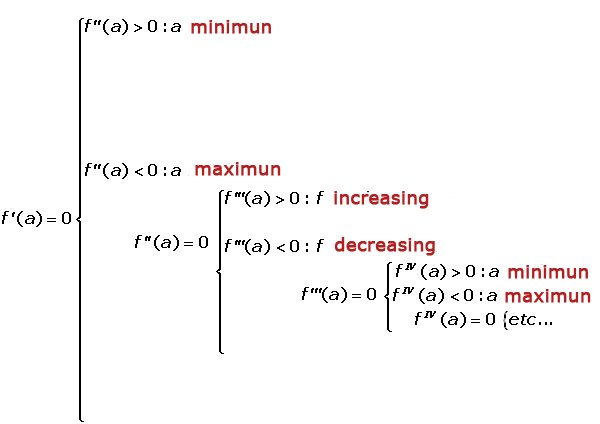 f"(a) > 0 : a minimun
f"(a) < 0 : a maximun
f'''(a) > 0 : f increasing
f'(a) = 0
f"(a) = 0
f'''(a) < 0 : f decreasing
f^IV (a) > 0 : a minimun
f'''(a) = 0
f^IV (a) < 0 : a maximun
f^IV (a) = 0 {etc...